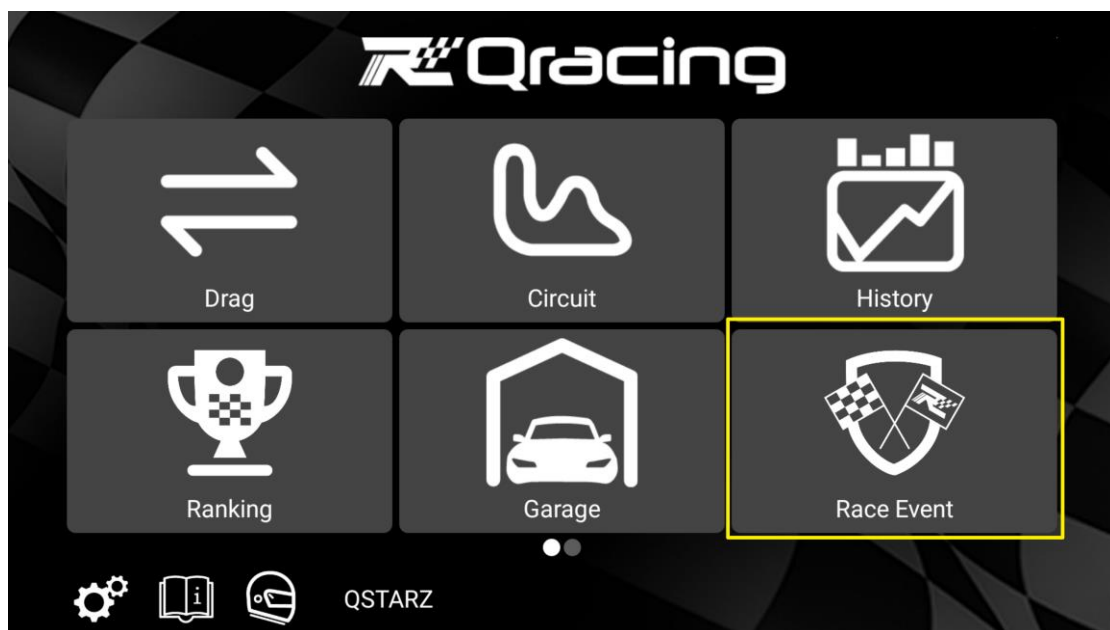 Qracing
Drag
Circuit
History
Ranking
Garage
Race Event
i
QSTARZ